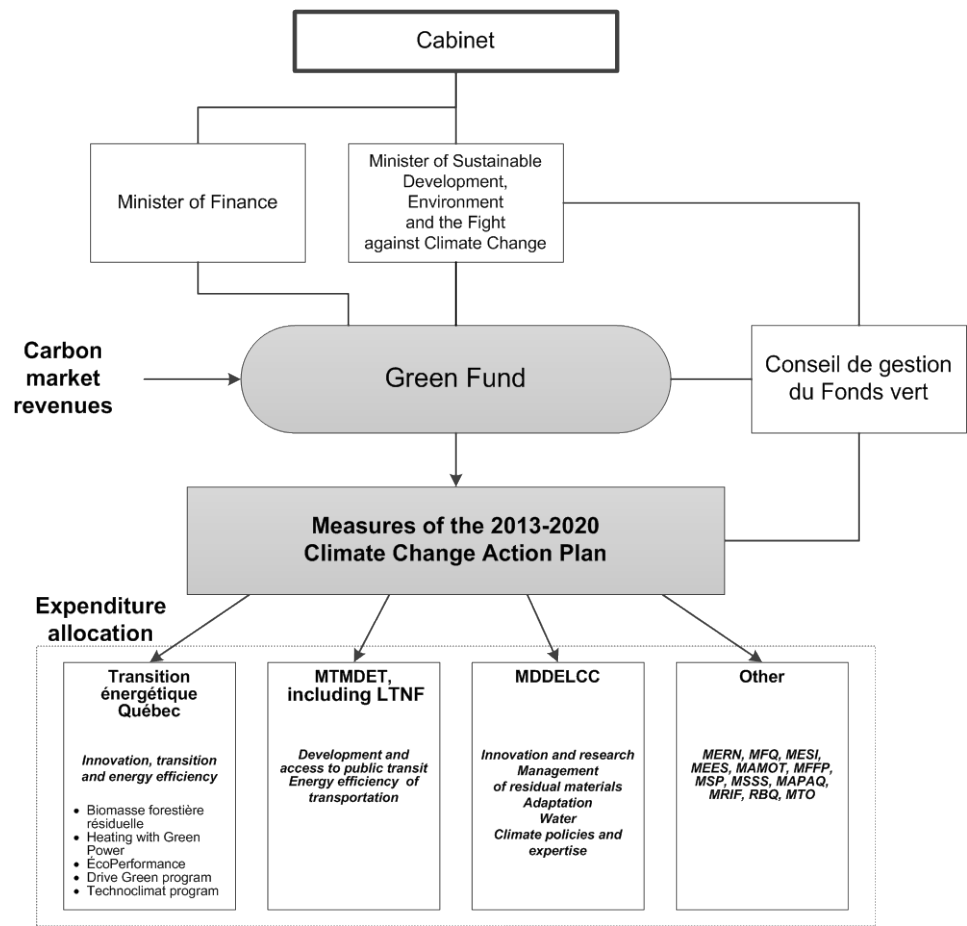 Cabinet
Minister of Finance
Minister of Sustainable
Development,
Environment
and the Fight
against Climate Change
Carbon
market
revenues
Green Fund
Conseil de gestion
du Fonds vert
Measures of the 2013-2020
Climate Change Action Plan
Expenditure
allocation
Transition
énergétique
Québec
Innovation, transition
and energy efficiency
• Biomasse forestière
résiduelle
• Heating with Green
Power
• ÉcoPerformance
• Drive Green program
• Technoclimat program
MTMDET,
including LTNF
Development and
access to public transit
Energy efficiency of
transportation
MDDELCC
Innovation and research
Management
of residual materials
Adaptation
Water
Climate policies and
expertise
Other
MERN, MFQ, MESI,
MEES, MAMOT, MFFP,
MSP, MSSS, MAPAQ,
MRIF, RBQ, MTO